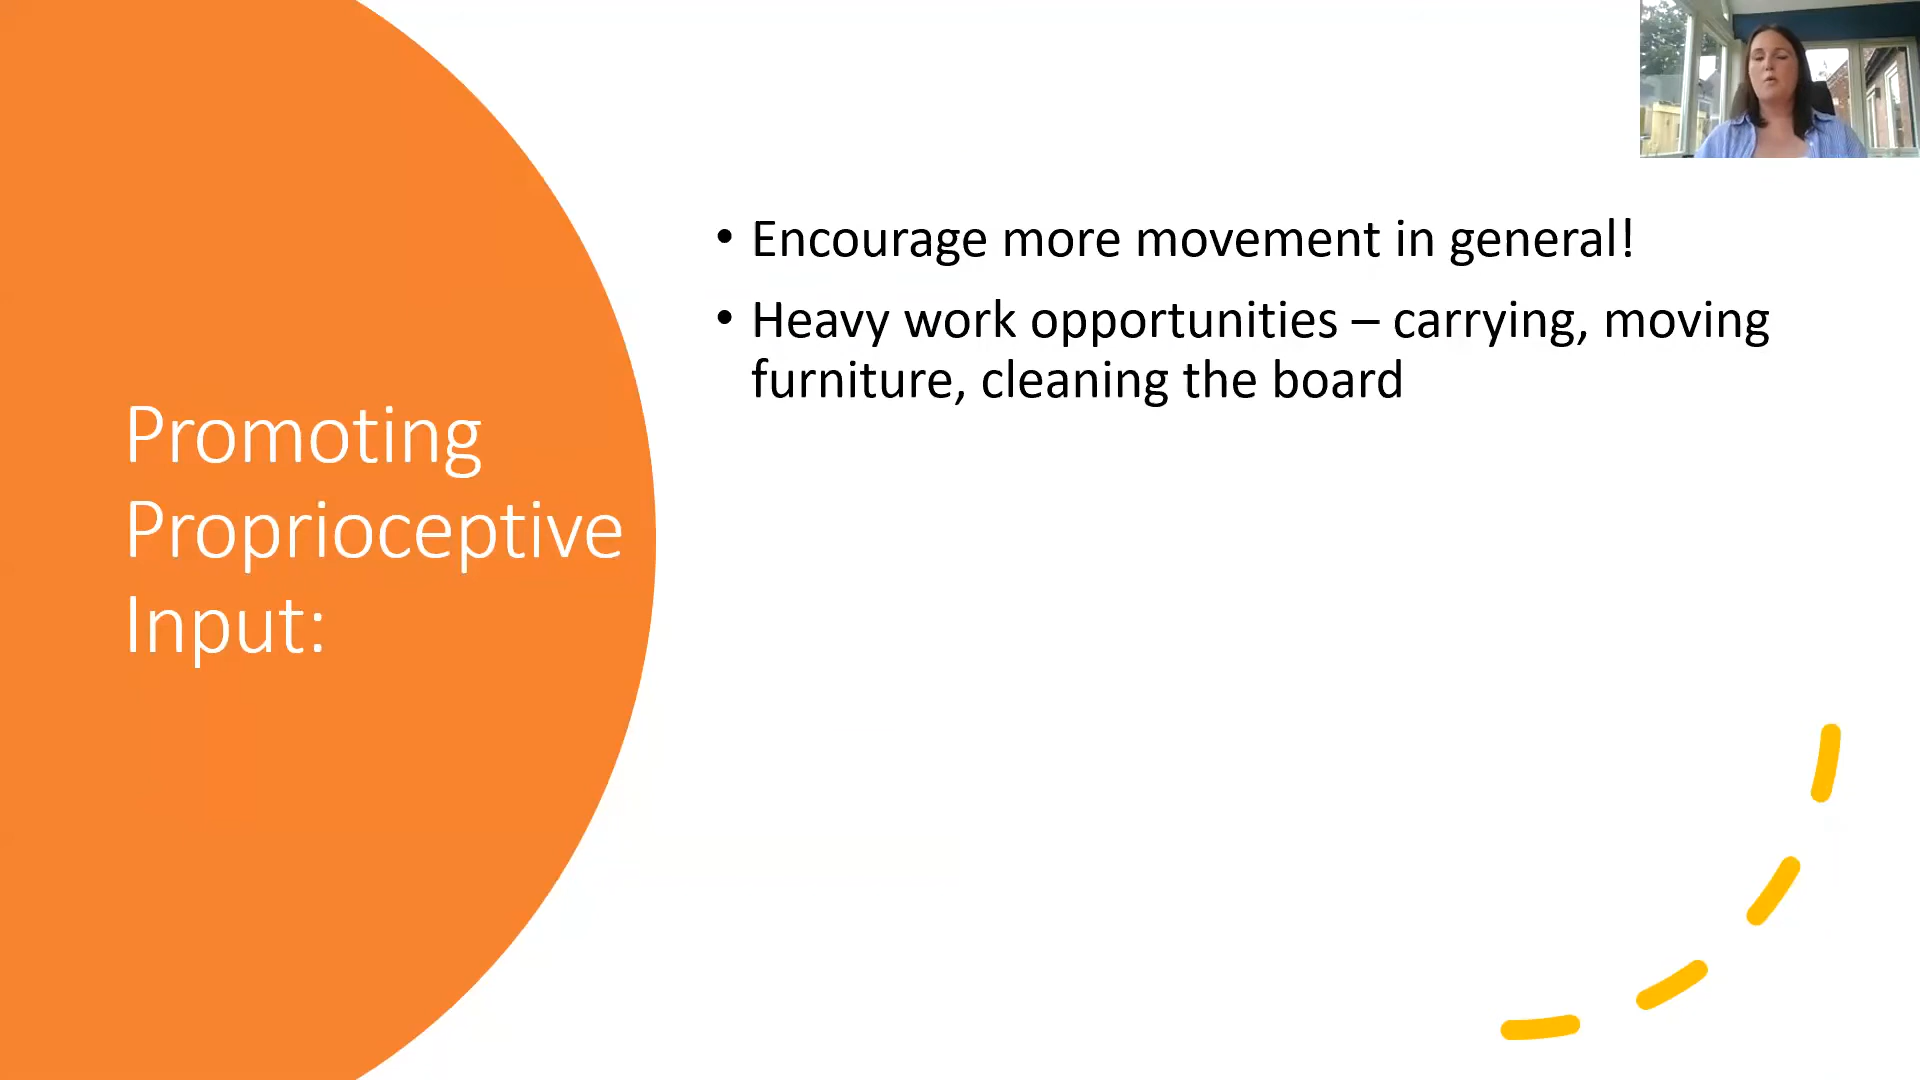 Promoting
Proprioceptive
Input:
• Encourage more movement in general!
• Heavy work opportunities – carrying, moving
furniture, cleaning the board